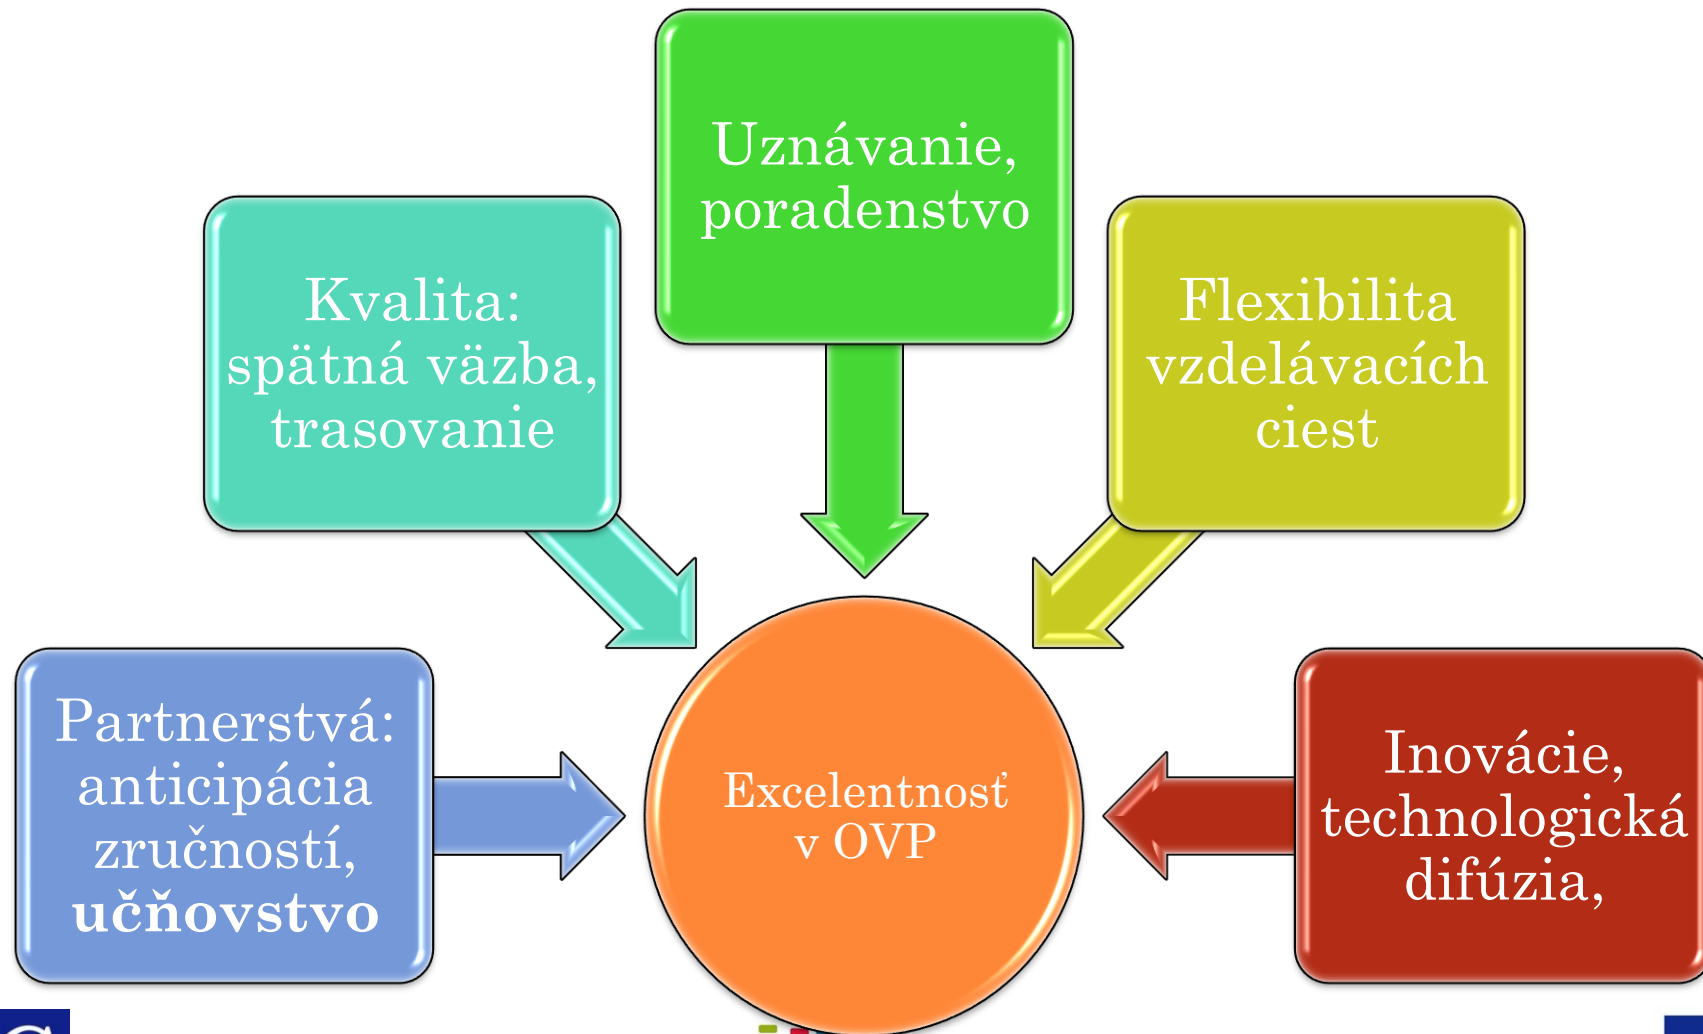 Uznávanie,
poradenstvo
Kvalita:
spätná väzba,
trasovanie
Flexibilita
vzdelávacích
ciest
Partnerstvá:
anticipácia
zručností,
učňovstvo
Excelentnosť
v OVP
Inovácie,
technologická
difúzia,